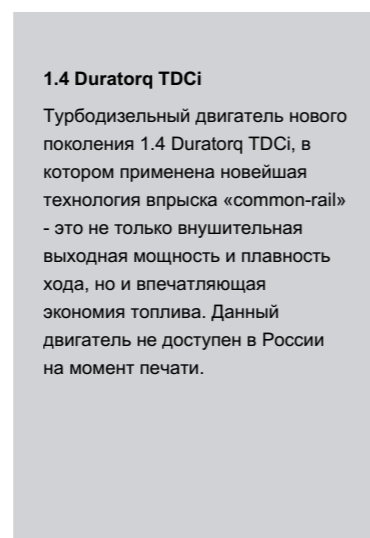 1.4 Duratorq TDCi
Турбодизельный двигатель нового
поколения 1.4 Duratorq TDCi, в
котором применена новейшая
технология впрыска «common-rail»
- это не только внушительная
выходная мощность и плавность
хода, но и впечатляющая
экономия топлива. Данный
двигатель не доступен в России
на момент печати.